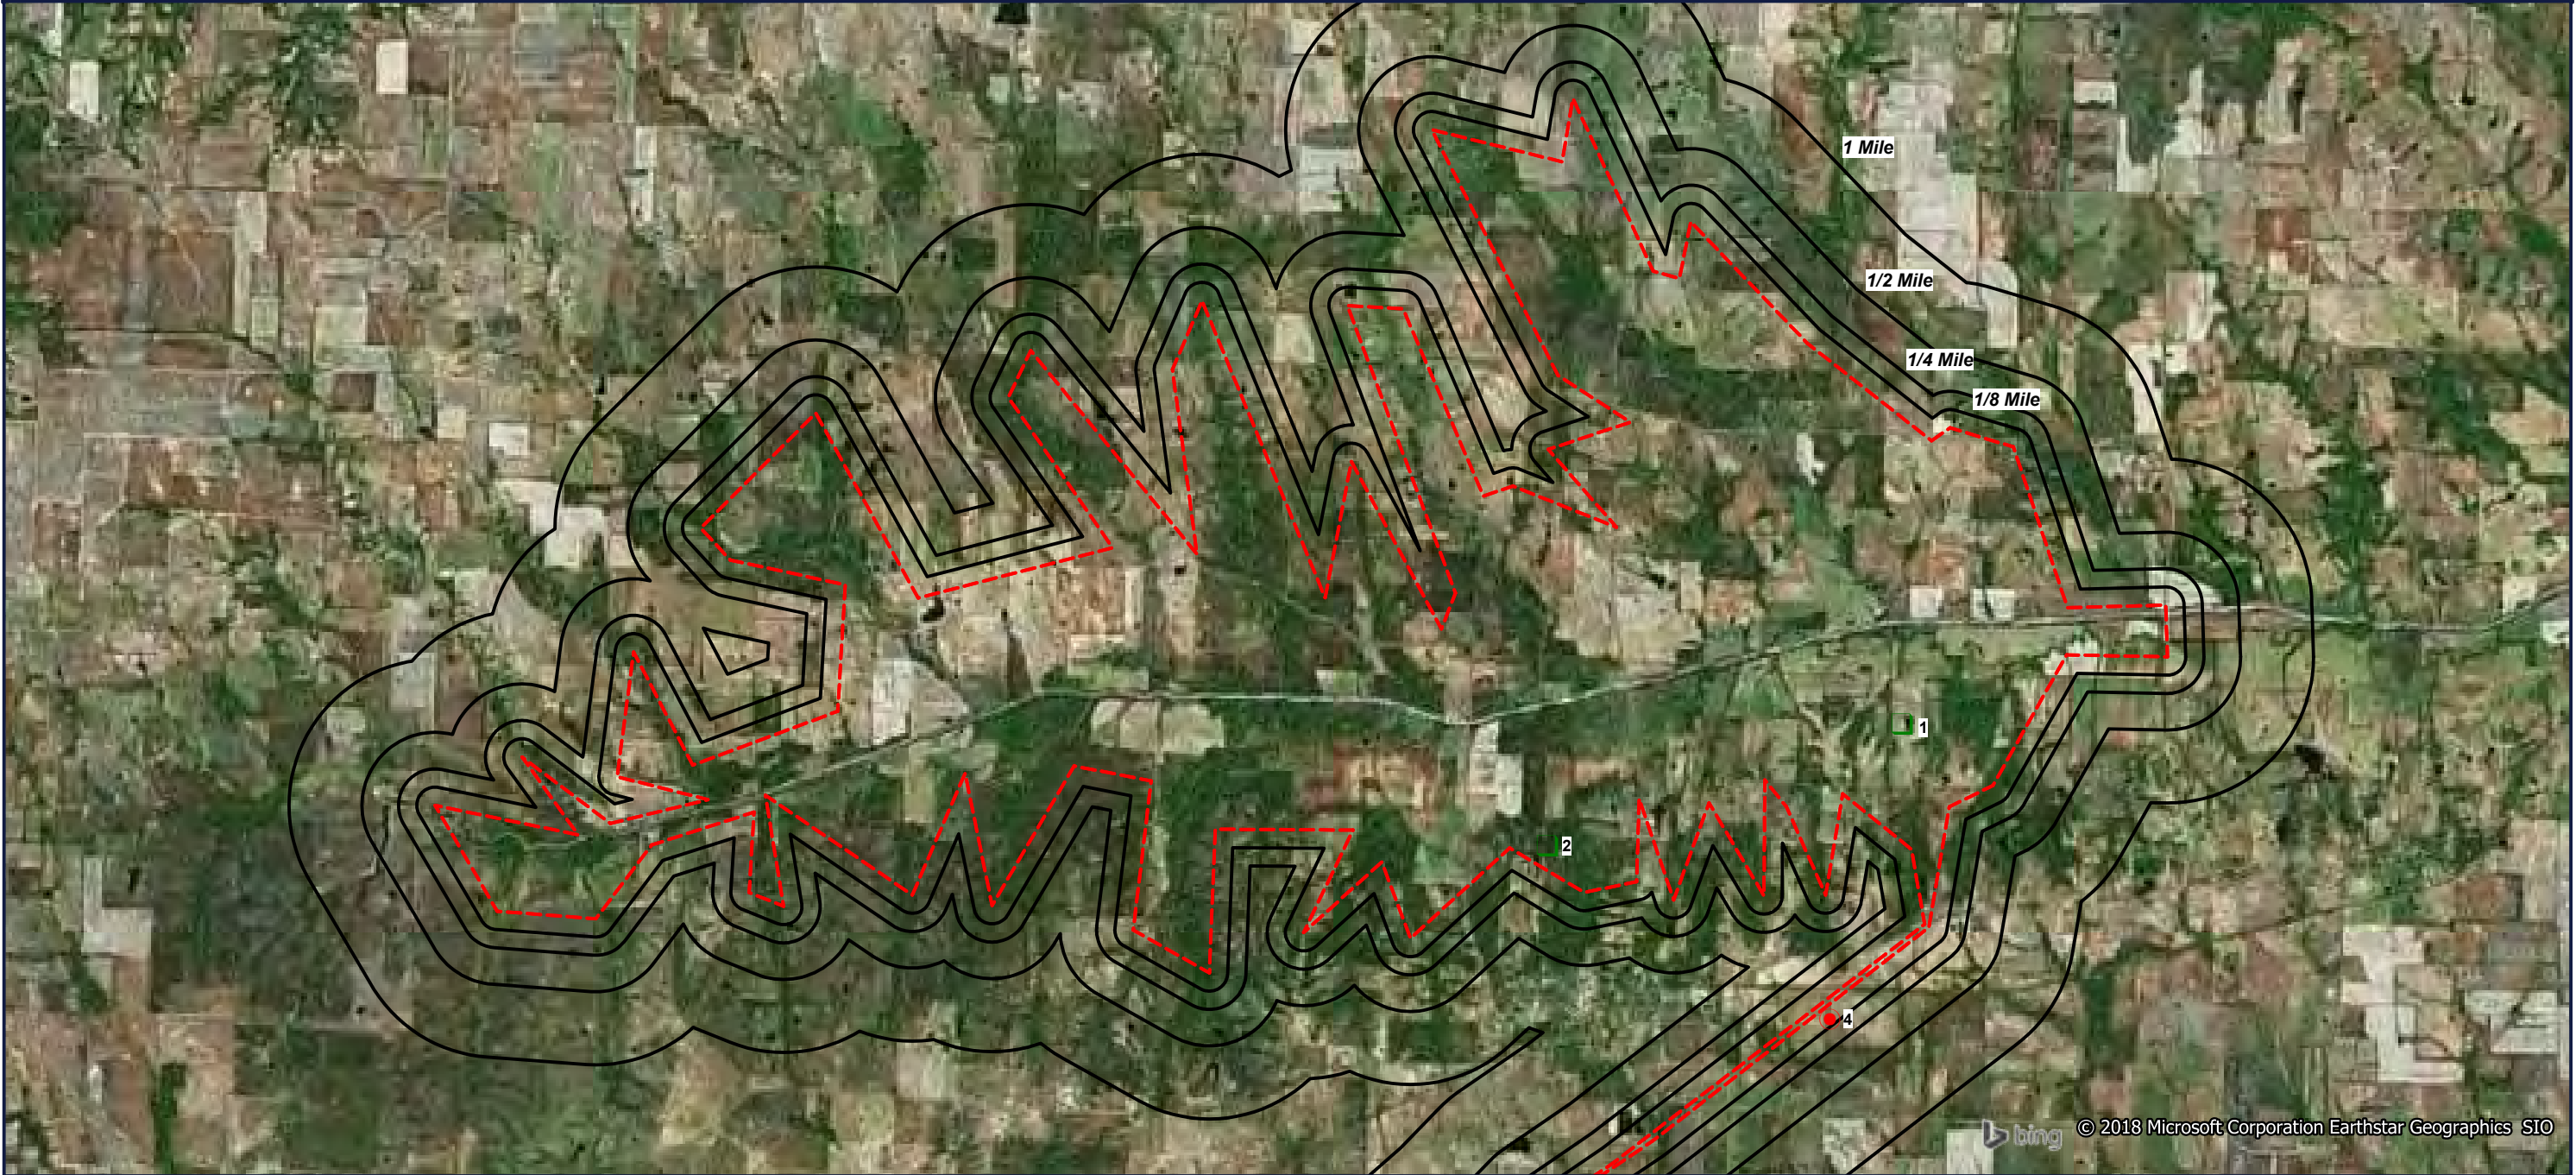 1 Mile
1/2 Mile
1/4 Mile
1/8 Mile
1
2
4
bing © 2018 Microsoft Corporation Earthstar Geographics SIO